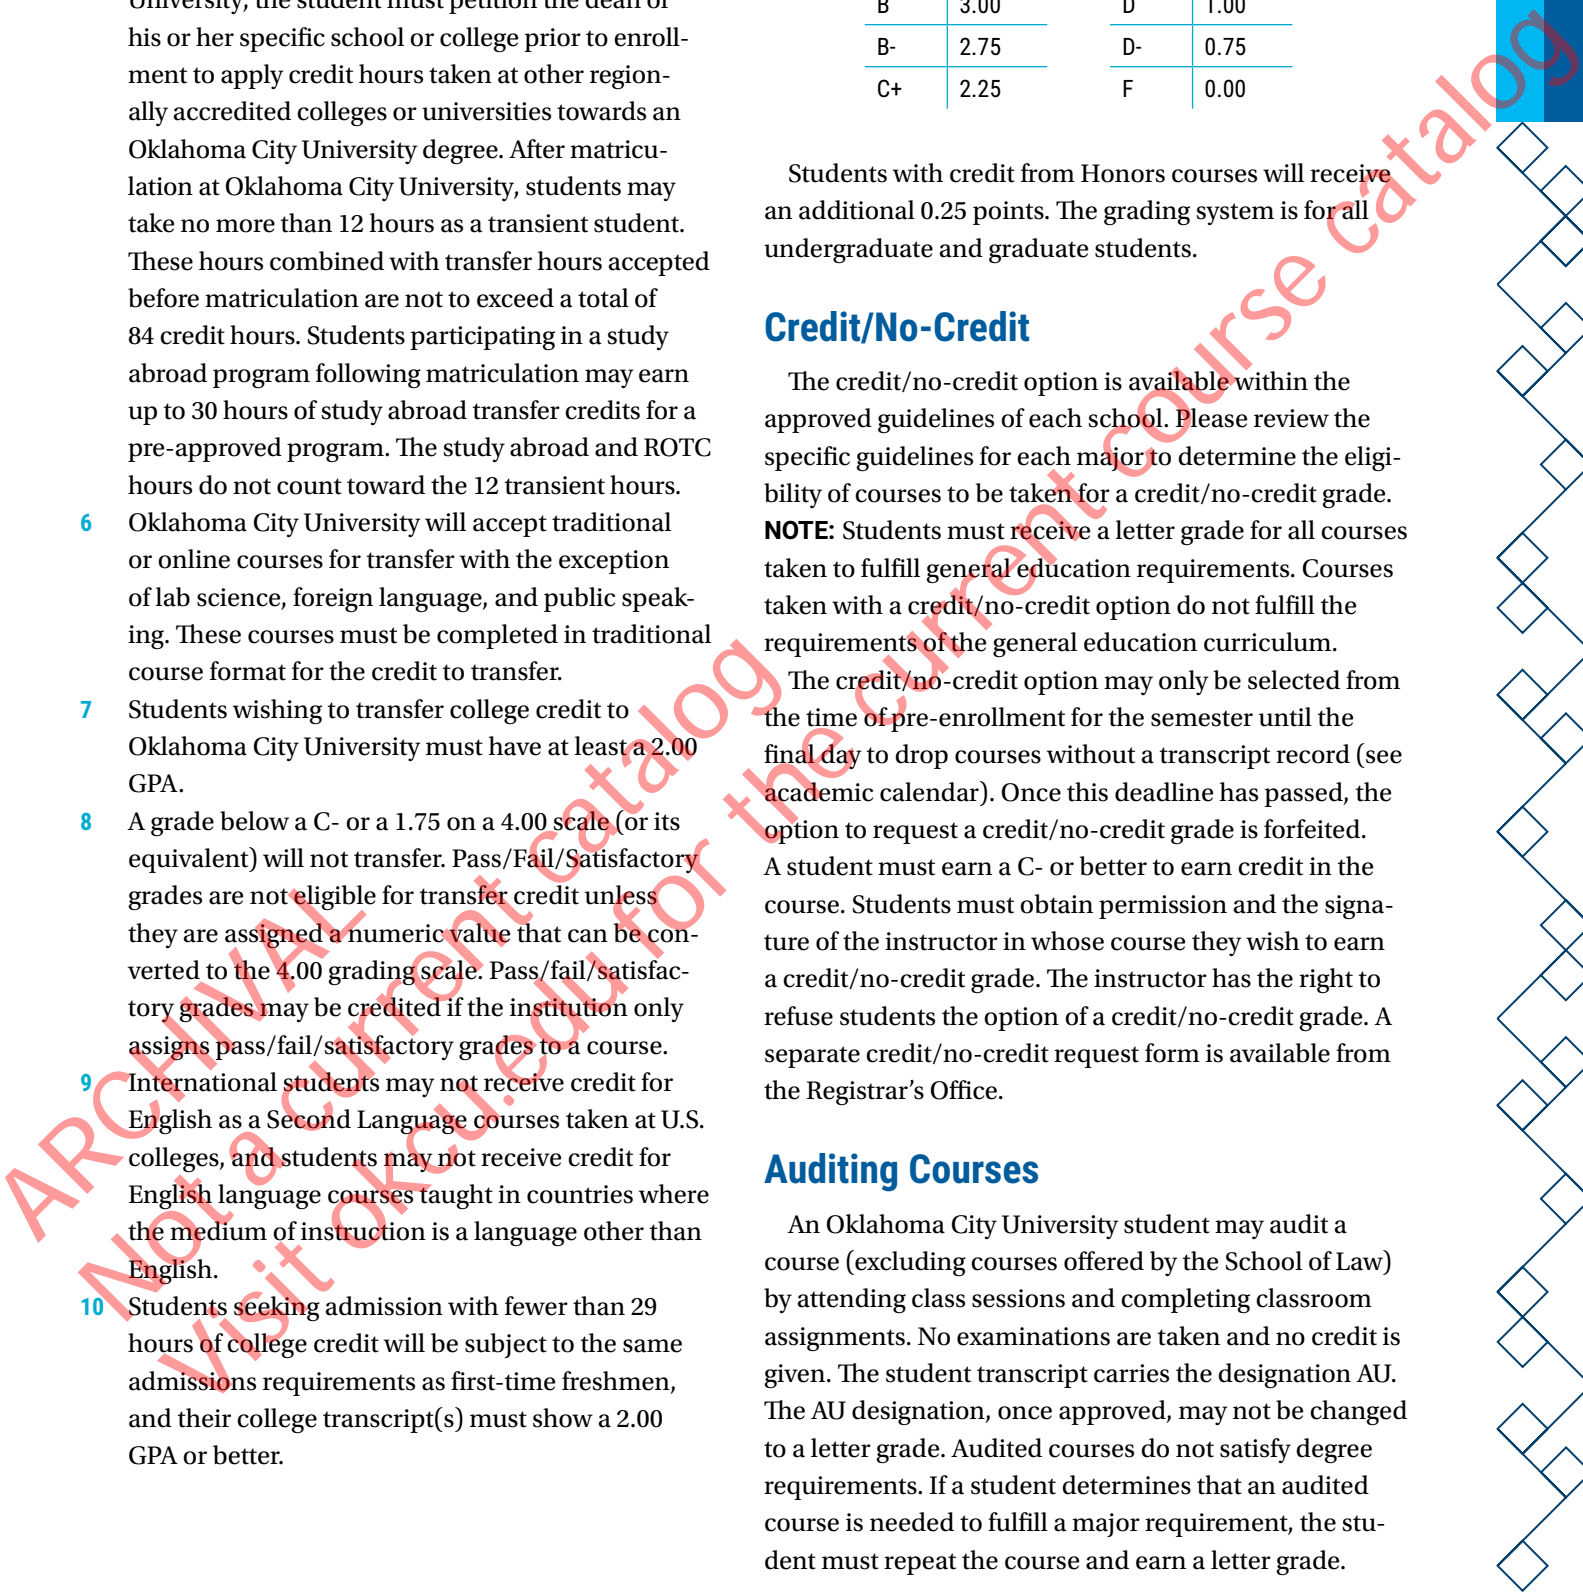 University, the student must petition the dean of
his or her specific school or college prior to enroll-
ment to apply credit hours taken at other region-
ally accredited colleges or universities towards an
Oklahoma City University degree. After matricu-
lation at Oklahoma City University, students may
take no more than 12 hours as a transient student.
These hours combined with transfer hours accepted
before matriculation are not to exceed a total of
84 credit hours. Students participating in a study
abroad program following matriculation may earn
up to 30 hours of study abroad transfer credits for a
pre-approved program. The study abroad and ROTC
hours do not count toward the 12 transient hours.
6 Oklahoma City University will accept traditional
or online courses for transfer with the exception
of lab science, foreign language, and public speak-
ing. These courses must be completed in traditional
course format for the credit to transfer.
7 Students wishing to transfer college credit to
Oklahoma City University must have at least a 2.00
GPA.
8 A grade below a C- or a 1.75 on a 4.00 scale (or its
equivalent) will not transfer. Pass/Fail/Satisfactory
grades are not eligible for transfer credit unless
they are assigned a numeric value that can be con-
verted to the 4.00 grading scale. Pass/fail/satisfac-
tory grades may be credited if the institution only
assigns pass/fail/satisfactory grades to a course.
9 International students may not receive credit for
English as a Second Language courses taken at U.S.
colleges, and students may not receive credit for
English language courses taught in countries where
the medium of instruction is a language other than
English.
10 Students seeking admission with fewer than 29
hours of college credit will be subject to the same
admissions requirements as first-time freshmen,
and their college transcript(s) must show a 2.00
GPA or better.
B 3.00 D 1.00
B- 2.75 D- 0.75
C+ 2.25 F 0.00
Students with credit from Honors courses will receive
an additional 0.25 points. The grading system is for all
undergraduate and graduate students.
Credit/No-Credit
The credit/no-credit option is available within the
approved guidelines of each school. Please review the
specific guidelines for each major to determine the eligi-
bility of courses to be taken for a credit/no-credit grade.
NOTE: Students must receive a letter grade for all courses
taken to fulfill general education requirements. Courses
taken with a credit/no-credit option do not fulfill the
requirements of the general education curriculum.
The credit/no-credit option may only be selected from
the time of pre-enrollment for the semester until the
final day to drop courses without a transcript record (see
academic calendar). Once this deadline has passed, the
option to request a credit/no-credit grade is forfeited.
A student must earn a C- or better to earn credit in the
course. Students must obtain permission and the signa-
ture of the instructor in whose course they wish to earn
a credit/no-credit grade. The instructor has the right to
refuse students the option of a credit/no-credit grade. A
separate credit/no-credit request form is available from
the Registrar's Office.
Auditing Courses
An Oklahoma City University student may audit a
course (excluding courses offered by the School of Law)
by attending class sessions and completing classroom
assignments. No examinations are taken and no credit is
given. The student transcript carries the designation AU.
The AU designation, once approved, may not be changed
to a letter grade. Audited courses do not satisfy degree
requirements. If a student determines that an audited
course is needed to fulfill a major requirement, the stu-
dent must repeat the course and earn a letter grade.
ARCHIVAL
Not a current catalog
Visit okcu.edu for the current course catalog